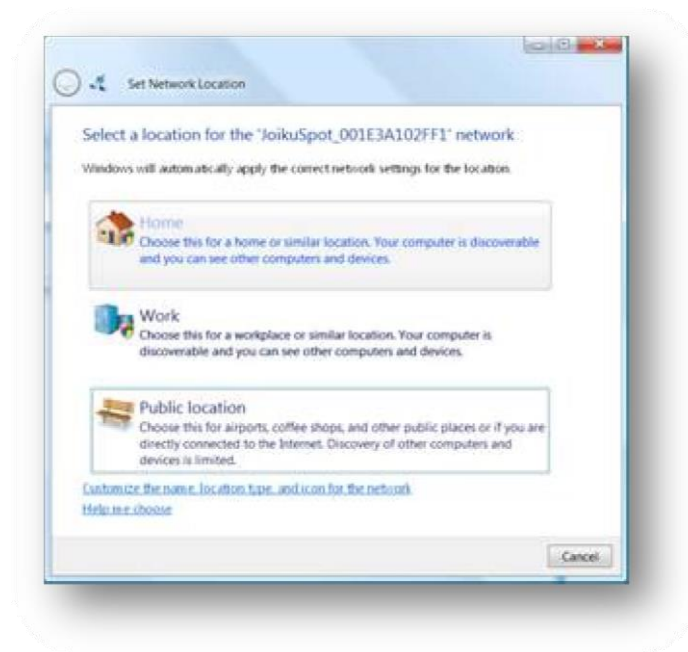 Set Network Location
Select a location for the 'JoikuSpot_001E3A102FF1' network
Windows will automatically apply the correct network settings for the location.
Home
Choose this for a home or similar location. Your computer is discoverable
and you can see other computers and devices.
Work
Choose this for a workplace or similar location. Your computer is
discoverable and you can see other computers and devices.
Public location
Choose this for airports, coffee shops, and other public places or if you are
directly connected to the Internet. Discovery of other computers and
devices is limited.
Customize the name, location type, and icon for the network
Help me choose
Cancel